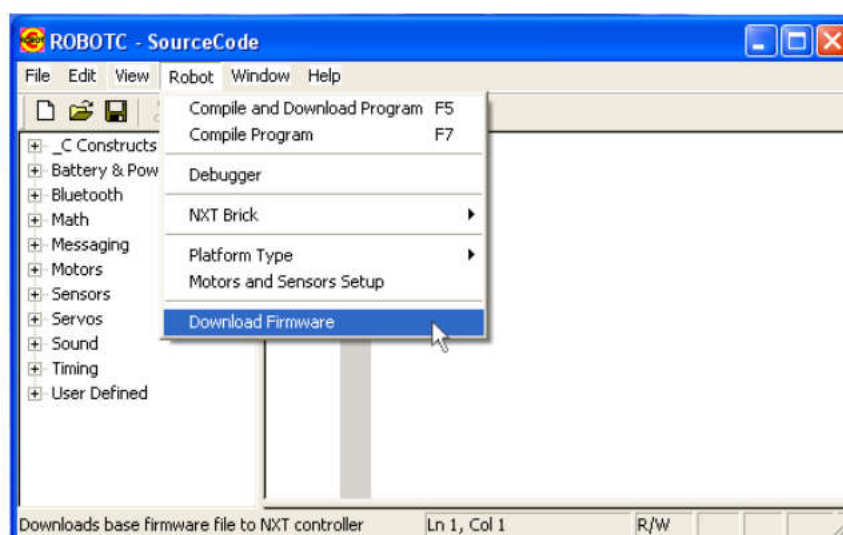 ROBOTC - SourceCode
File Edit View Robot Window Help
Compile and Download Program F5
Compile Program F7
Debugger
NXT Brick
Platform Type
Motors and Sensors Setup
Download Firmware
_C Constructs
Battery & Pow
Bluetooth
Math
Messaging
Motors
Sensors
Servos
Sound
Timing
User Defined
Downloads base firmware file to NXT controller Ln 1, Col 1 R/W